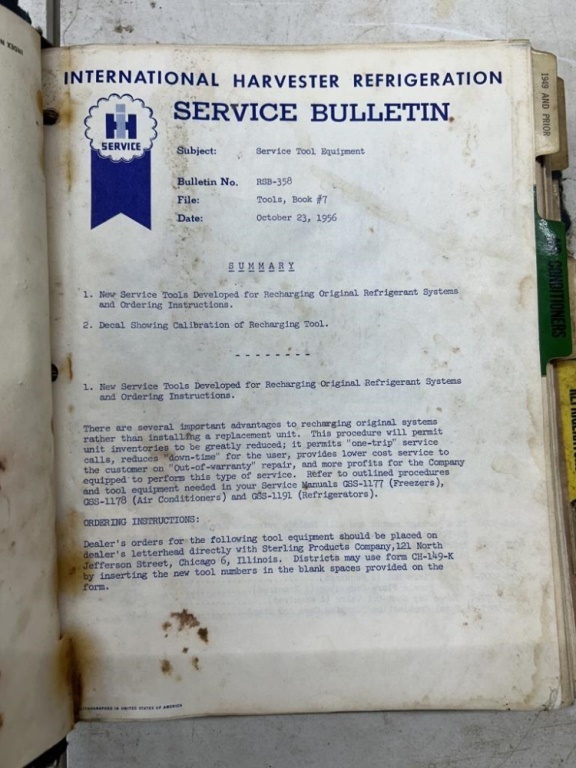 INTERNATIONAL HARVESTER REFRIGERATION
SERVICE BULLETIN
IH
SERVICE
Subject: Service Tool Equipment
Bulletin No. RSB-358
File: Tools, Book #7
Date: October 23, 1956
SUMMARY
1. New Service Tools Developed for Recharging Original Refrigerant Systems
and Ordering Instructions.
2. Decal Showing Calibration of Recharging Tool.
- - - - - - - -
1. New Service Tools Developed for Recharging Original Refrigerant Systems
and Ordering Instructions.
There are several important advantages to recharging original systems
rather than installing a replacement unit. This procedure will permit
unit inventories to be greatly reduced; it permits "one-trip" service
calls, reduces "down-time" for the user, provides lower cost service to
the customer on "Out-of-warranty" repair, and more profits for the Company
equipped to perform this type of service. Refer to outlined procedures
and tool equipment needed in your Service Manuals GSS-1177 (Freezers),
GSS-1178 (Air Conditioners) and GSS-1191 (Refrigerators).
ORDERING INSTRUCTIONS:
Dealer's orders for the following tool equipment should be placed on
dealer's letterhead directly with Sterling Products Company, 121 North
Jefferson Street, Chicago 6, Illinois. Districts may use form CH-149-K
by inserting the new tool numbers in the blank spaces provided on the
form.
IN UNITED STATES OF AMERICA
1949 AND PRIOR
CONDITIONERS